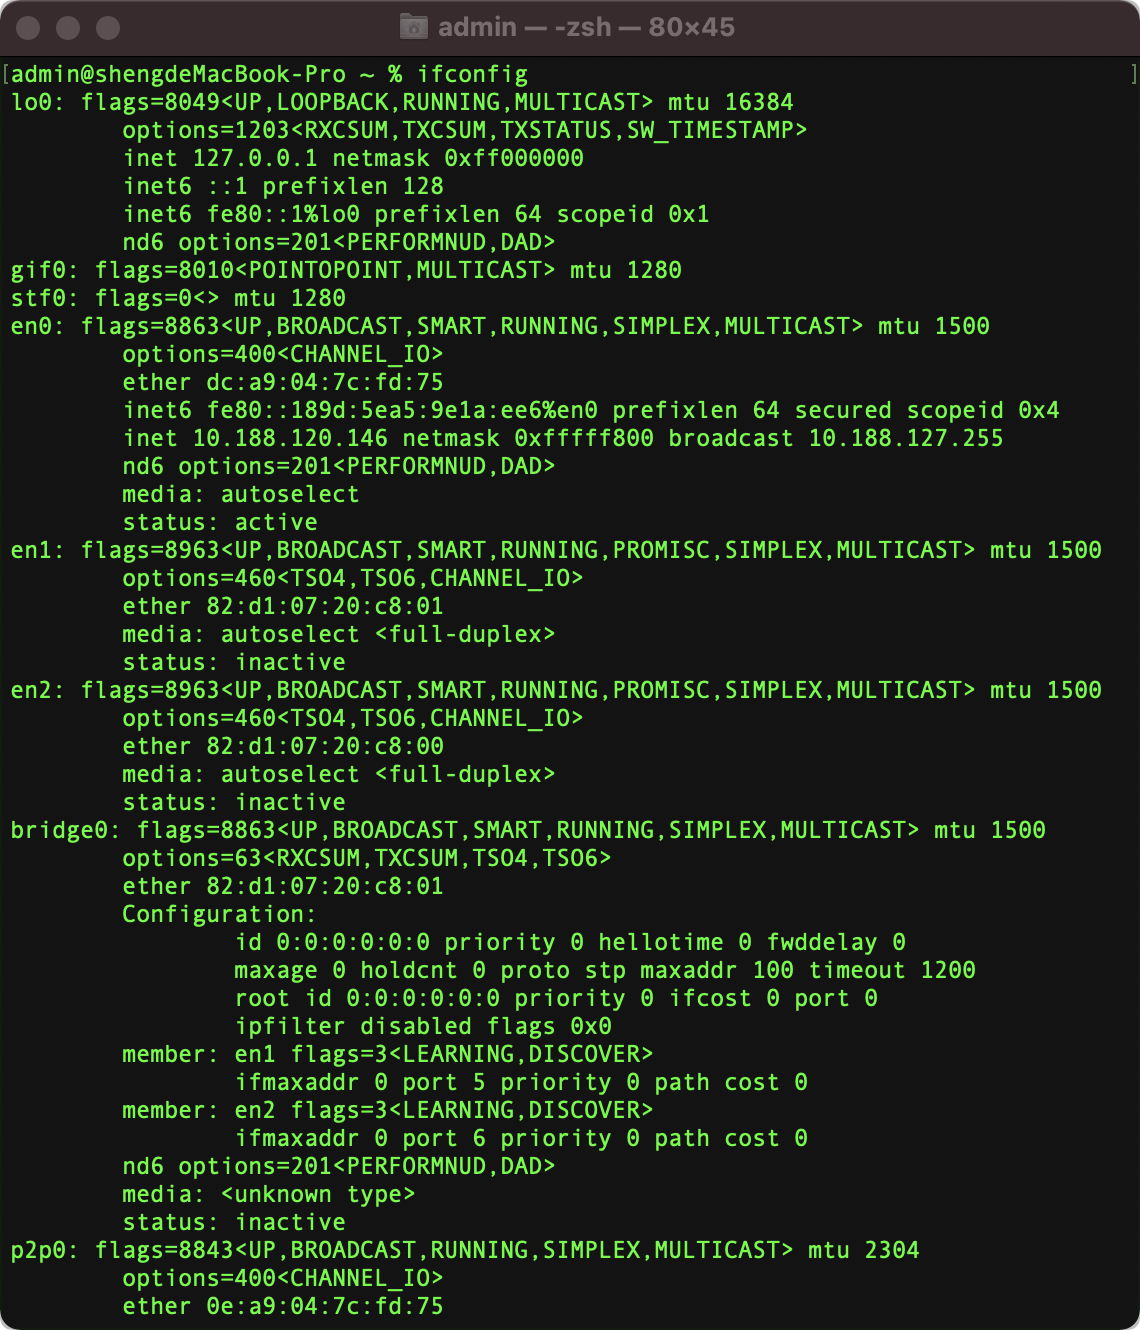 admin — -zsh — 80×45
[admin@shengdeMacBook-Pro ~ % ifconfig ]
lo0: flags=8049<UP,LOOPBACK,RUNNING,MULTICAST> mtu 16384
options=1203<RXCSUM,TXCSUM,TXSTATUS,SW_TIMESTAMP>
inet 127.0.0.1 netmask 0xff000000
inet6 ::1 prefixlen 128
inet6 fe80::1%lo0 prefixlen 64 scopeid 0x1
nd6 options=201<PERFORMNUD,DAD>
gif0: flags=8010<POINTOPOINT,MULTICAST> mtu 1280
stf0: flags=0<> mtu 1280
en0: flags=8863<UP,BROADCAST,SMART,RUNNING,SIMPLEX,MULTICAST> mtu 1500
options=400<CHANNEL_IO>
ether dc:a9:04:7c:fd:75
inet6 fe80::189d:5ea5:9e1a:ee6%en0 prefixlen 64 secured scopeid 0x4
inet 10.188.120.146 netmask 0xfffff800 broadcast 10.188.127.255
nd6 options=201<PERFORMNUD,DAD>
media: autoselect
status: active
en1: flags=8963<UP,BROADCAST,SMART,RUNNING,PROMISC,SIMPLEX,MULTICAST> mtu 1500
options=460<TSO4,TSO6,CHANNEL_IO>
ether 82:d1:07:20:c8:01
media: autoselect <full-duplex>
status: inactive
en2: flags=8963<UP,BROADCAST,SMART,RUNNING,PROMISC,SIMPLEX,MULTICAST> mtu 1500
options=460<TSO4,TSO6,CHANNEL_IO>
ether 82:d1:07:20:c8:00
media: autoselect <full-duplex>
status: inactive
bridge0: flags=8863<UP,BROADCAST,SMART,RUNNING,SIMPLEX,MULTICAST> mtu 1500
options=63<RXCSUM,TXCSUM,TSO4,TSO6>
ether 82:d1:07:20:c8:01
Configuration:
id 0:0:0:0:0:0 priority 0 hellotime 0 fwddelay 0
maxage 0 holdcnt 0 proto stp maxaddr 100 timeout 1200
root id 0:0:0:0:0:0 priority 0 ifcost 0 port 0
ipfilter disabled flags 0x0
member: en1 flags=3<LEARNING,DISCOVER>
ifmaxaddr 0 port 5 priority 0 path cost 0
member: en2 flags=3<LEARNING,DISCOVER>
ifmaxaddr 0 port 6 priority 0 path cost 0
nd6 options=201<PERFORMNUD,DAD>
media: <unknown type>
status: inactive
p2p0: flags=8843<UP,BROADCAST,RUNNING,SIMPLEX,MULTICAST> mtu 2304
options=400<CHANNEL_IO>
ether 0e:a9:04:7c:fd:75